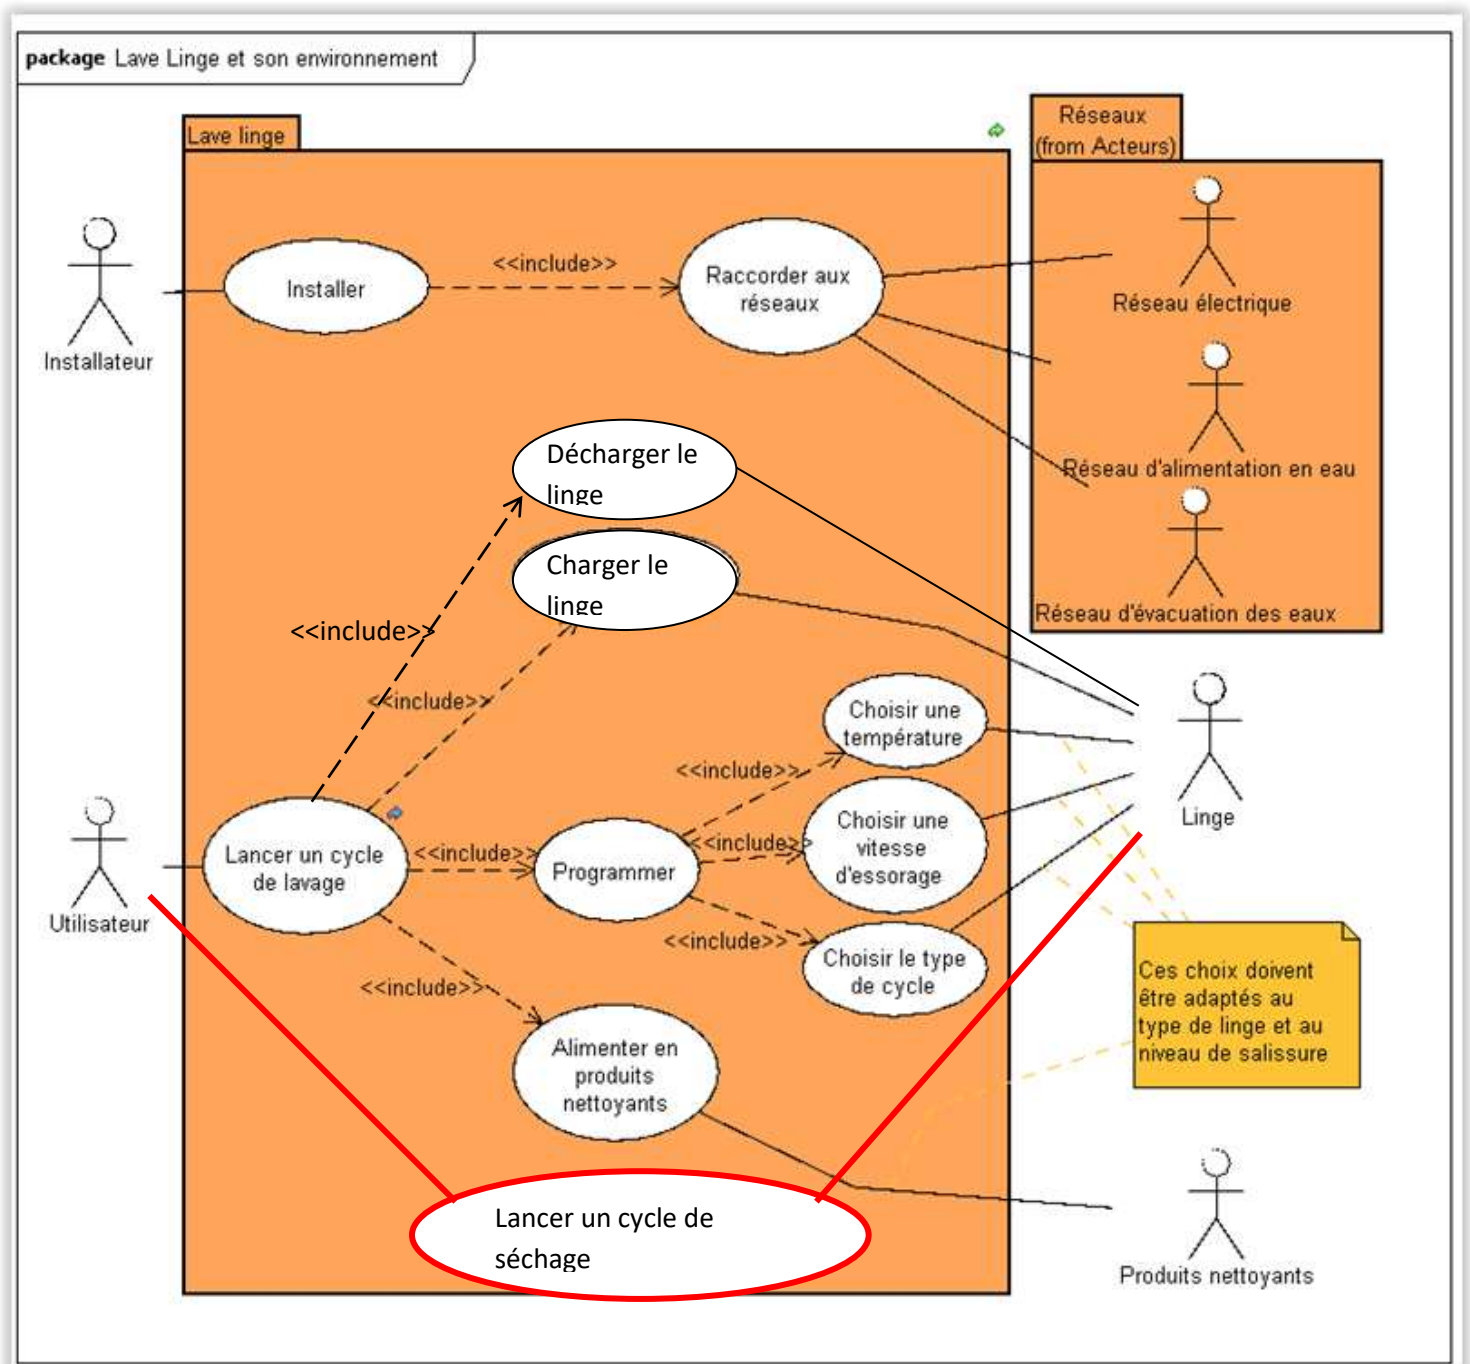 package Lave Linge et son environnement
Lave linge
Réseaux
(from Acteurs)
Installateur
Installer
<<include>>
Raccorder aux
réseaux
Réseau électrique
Réseau d'alimentation en eau
Réseau d'évacuation des eaux
Décharger le
linge
Charger le
linge
<<include>>
<<include>>
Utilisateur
Lancer un cycle
de lavage
<<include>>
Programmer
<<include>>
<<include>>
<<include>>
Choisir une
température
Choisir une
vitesse
d'essorage
Choisir le type
de cycle
Linge
<<include>>
Alimenter en
produits
nettoyants
Ces choix doivent
être adaptés au
type de linge et au
niveau de salissure
Lancer un cycle de
séchage
Produits nettoyants